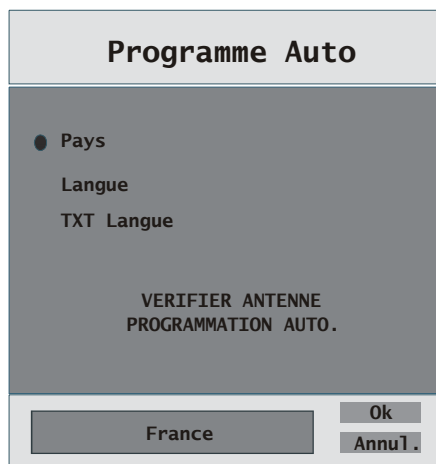 Programme Auto
Pays
Langue
TXT Langue
VERIFIER ANTENNE
PROGRAMMATION AUTO.
France
Ok
Annul.